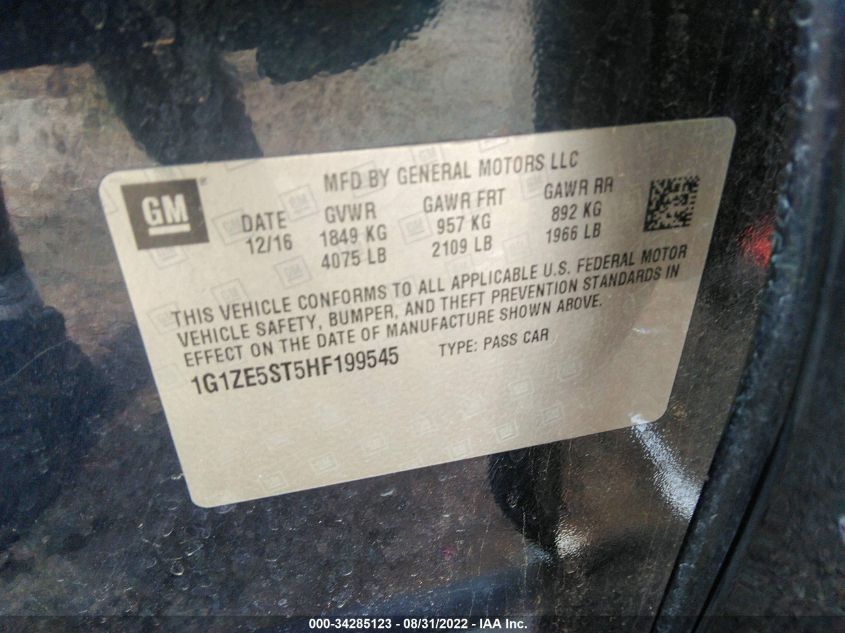 GM
MFD BY GENERAL MOTORS LLC
DATE GVWR GAWR FRT GAWR RR
12/16 1849 KG 957 KG 892 KG
4075 LB 2109 LB 1966 LB
THIS VEHICLE CONFORMS TO ALL APPLICABLE U.S. FEDERAL MOTOR
VEHICLE SAFETY, BUMPER, AND THEFT PREVENTION STANDARDS IN
EFFECT ON THE DATE OF MANUFACTURE SHOWN ABOVE.
1G1ZE5ST5HF199545 TYPE: PASS CAR
000-34285123 - 08/31/2022 - IAA Inc.